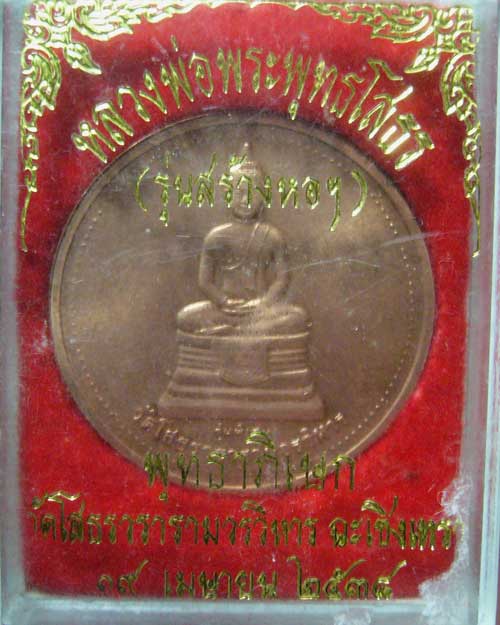 หลวงพ่อพระพุทธโสธร
(รุ่นสร้างหอฯ)
พุทธาภิเษก
วัดโสธรวรารามวรวิหาร ฉะเชิงเทรา
๑๙ เมษายน ๒๕๓๕